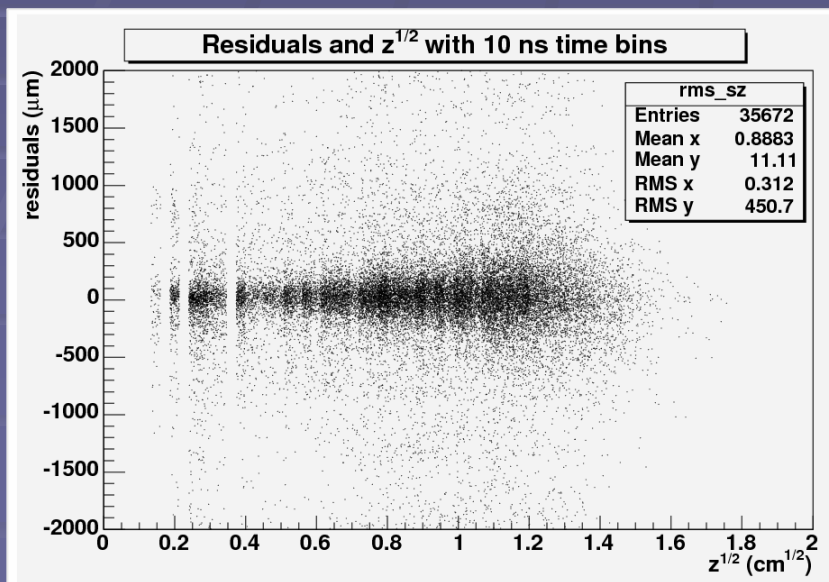 Residuals and z^1/2 with 10 ns time bins
residuals (μm)
2000
1500
1000
500
0
-500
-1000
-1500
-2000
rms_sz
Entries 35672
Mean x 0.8883
Mean y 11.11
RMS x 0.312
RMS y 450.7
0 0.2 0.4 0.6 0.8 1 1.2 1.4 1.6 1.8 2
z^1/2 (cm^1/2)